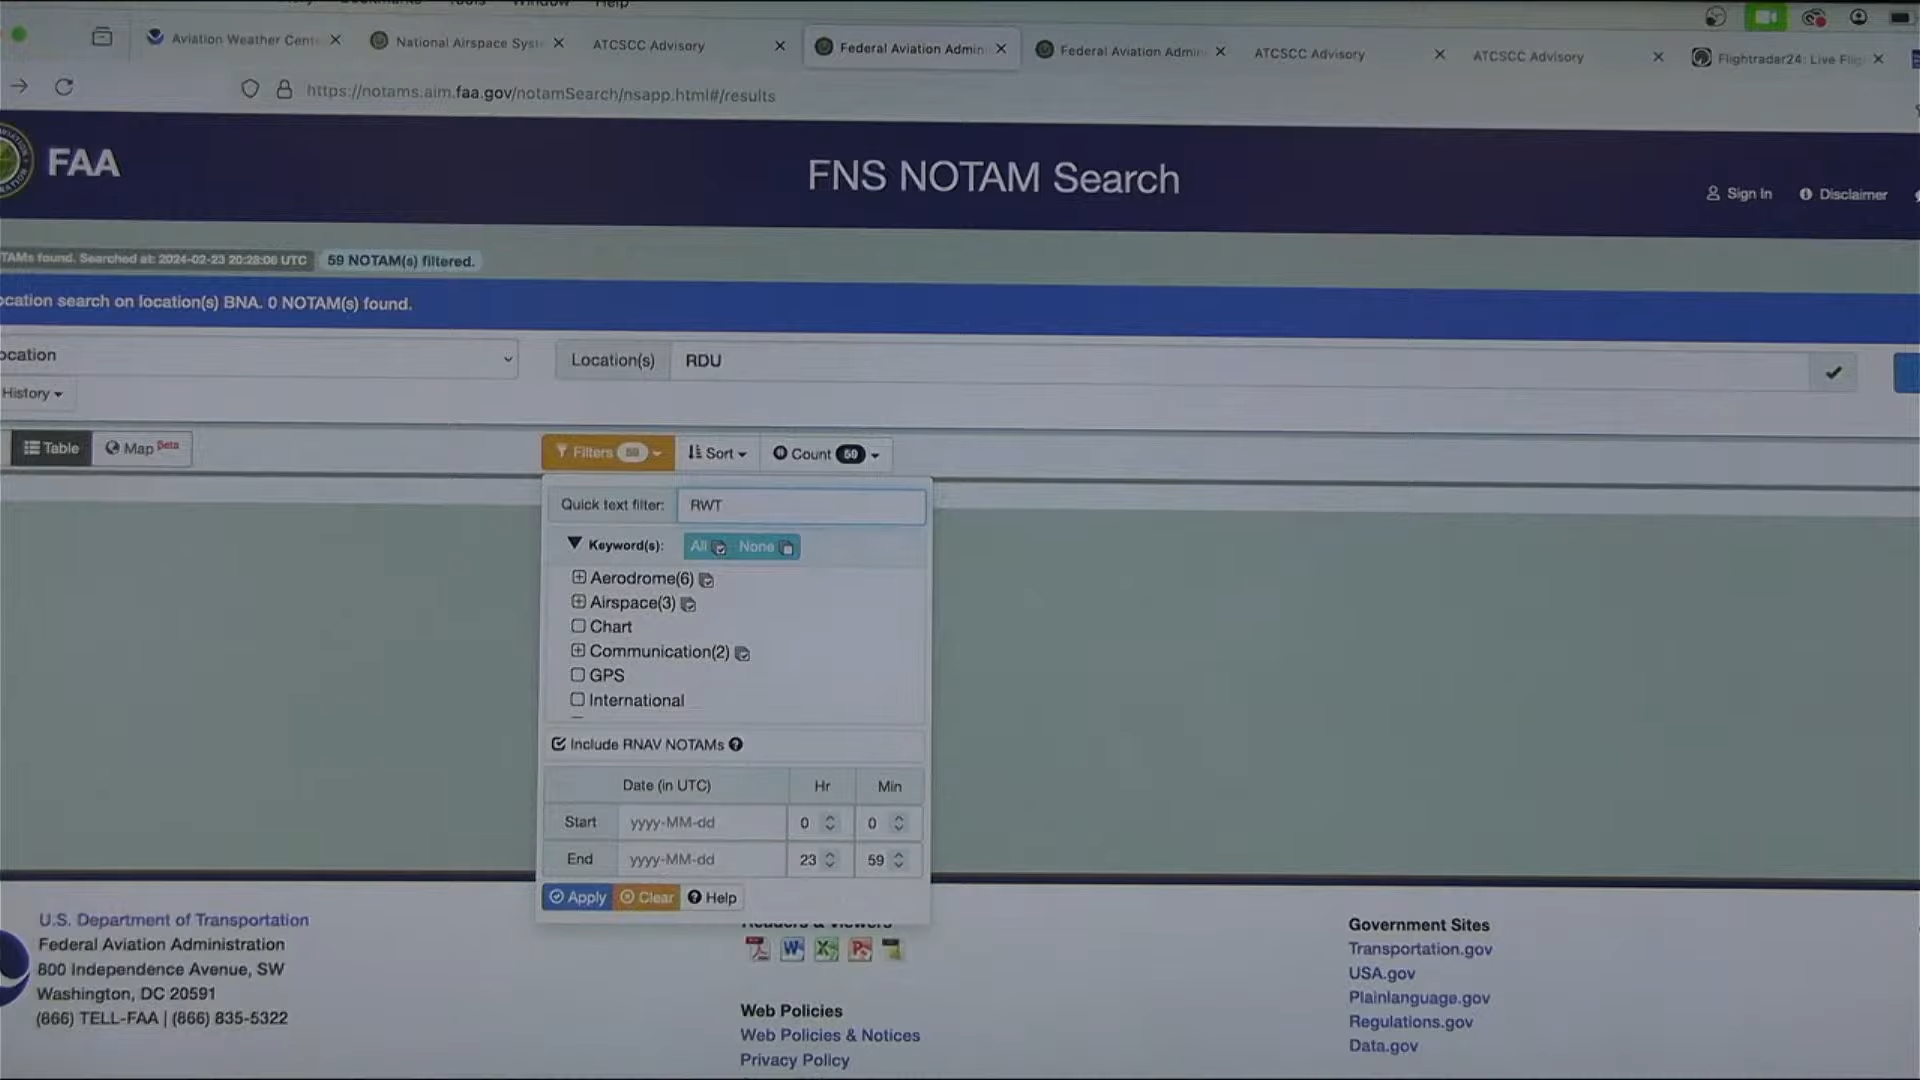 Window Help
Aviation Weather Cent
National Airspace Syst
ATCSCC Advisory
Federal Aviation Admin
Federal Aviation Admin
ATCSCC Advisory
ATCSCC Advisory
Flightradar24: Live Flig
https://notams.aim.faa.gov/notamSearch/nsapp.html#/results
FAA
FNS NOTAM Search
Sign In
Disclaimer
TAMs found. Searched at: 2024-02-23 20:28:06 UTC
59 NOTAM(s) filtered.
ocation search on location(s) BNA. 0 NOTAM(s) found.
ocation
Location(s)
RDU
History
Table
Map Beta
Filters 59
Sort
Count 59
Quick text filter:
RWT
Keyword(s):
All
None
Aerodrome(6)
Airspace(3)
Chart
Communication(2)
GPS
International
Include RNAV NOTAMs
Date (in UTC)
Hr
Min
Start
yyyy-MM-dd
0
0
End
yyyy-MM-dd
23
59
Apply
Clear
Help
U.S. Department of Transportation
Federal Aviation Administration
800 Independence Avenue, SW
Washington, DC 20591
(866) TELL-FAA | (866) 835-5322
Readers & Viewers
Web Policies
Web Policies & Notices
Privacy Policy
Government Sites
Transportation.gov
USA.gov
Plainlanguage.gov
Regulations.gov
Data.gov